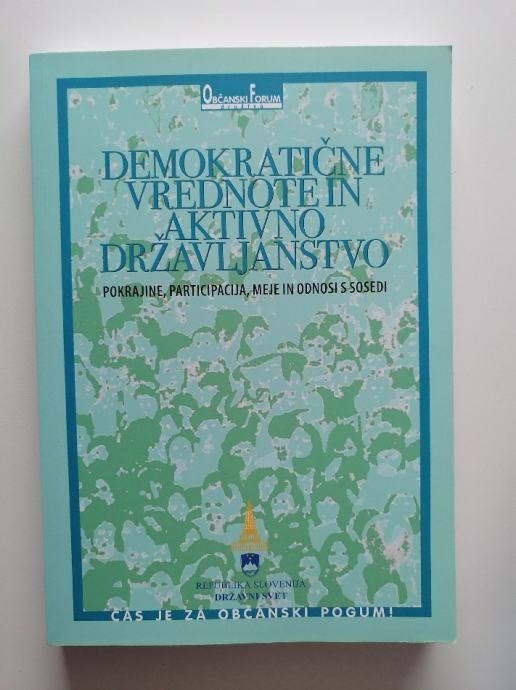 OBČANSKI FORUM
društvo
DEMOKRATIČNE
VREDNOTE IN
AKTIVNO
DRŽAVLJANSTVO
POKRAJINE, PARTICIPACIJA, MEJE IN ODNOSI S SOSEDI
REPUBLIKA SLOVENIJA
DRŽAVNI SVET
ČAS JE ZA OBČANSKI POGUM!